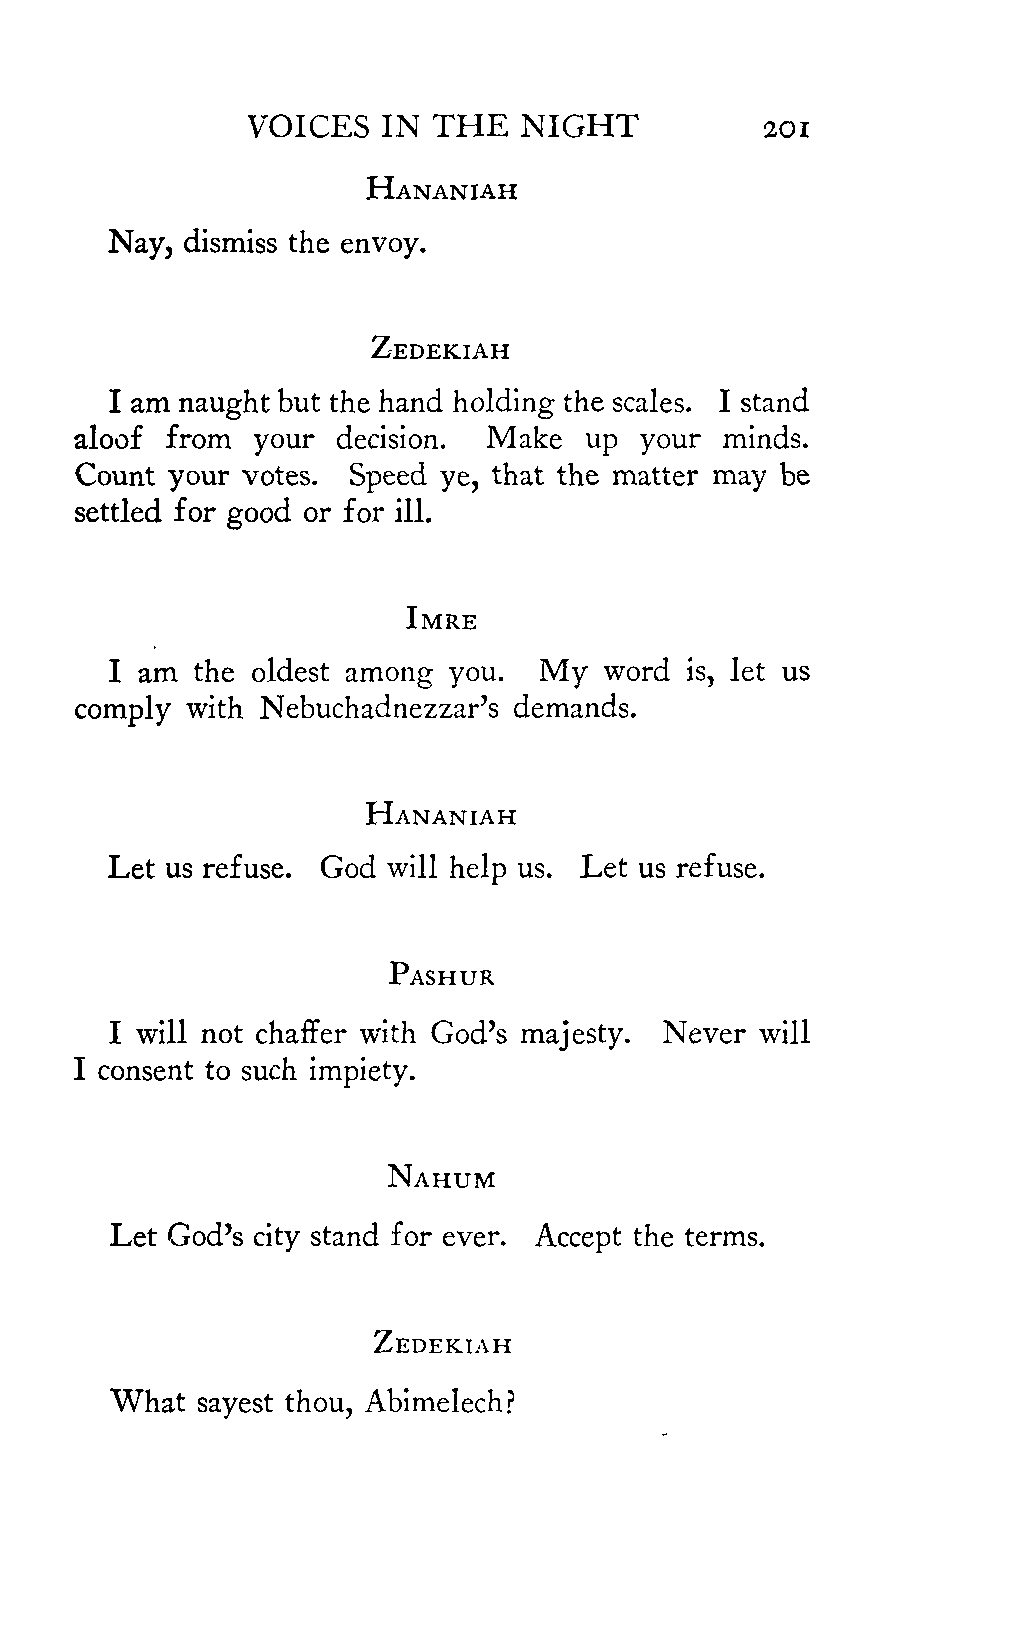 VOICES IN THE NIGHT 201
HANANIAH
Nay, dismiss the envoy.
ZEDEKIAH
I am naught but the hand holding the scales. I stand
aloof from your decision. Make up your minds.
Count your votes. Speed ye, that the matter may be
settled for good or for ill.
IMRE
I am the oldest among you. My word is, let us
comply with Nebuchadnezzar's demands.
HANANIAH
Let us refuse. God will help us. Let us refuse.
PASHUR
I will not chaffer with God's majesty. Never will
I consent to such impiety.
NAHUM
Let God's city stand for ever. Accept the terms.
ZEDEKIAH
What sayest thou, Abimelech?